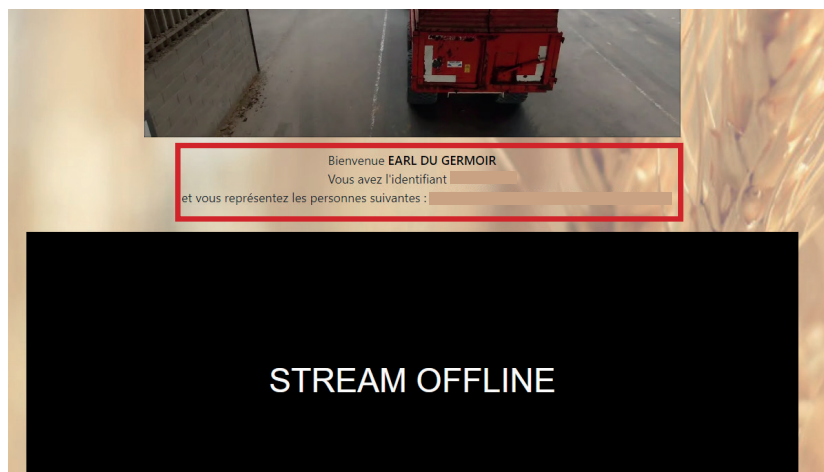 Bienvenue EARL DU GERMOIR
Vous avez l'identifiant
et vous représentez les personnes suivantes :
STREAM OFFLINE